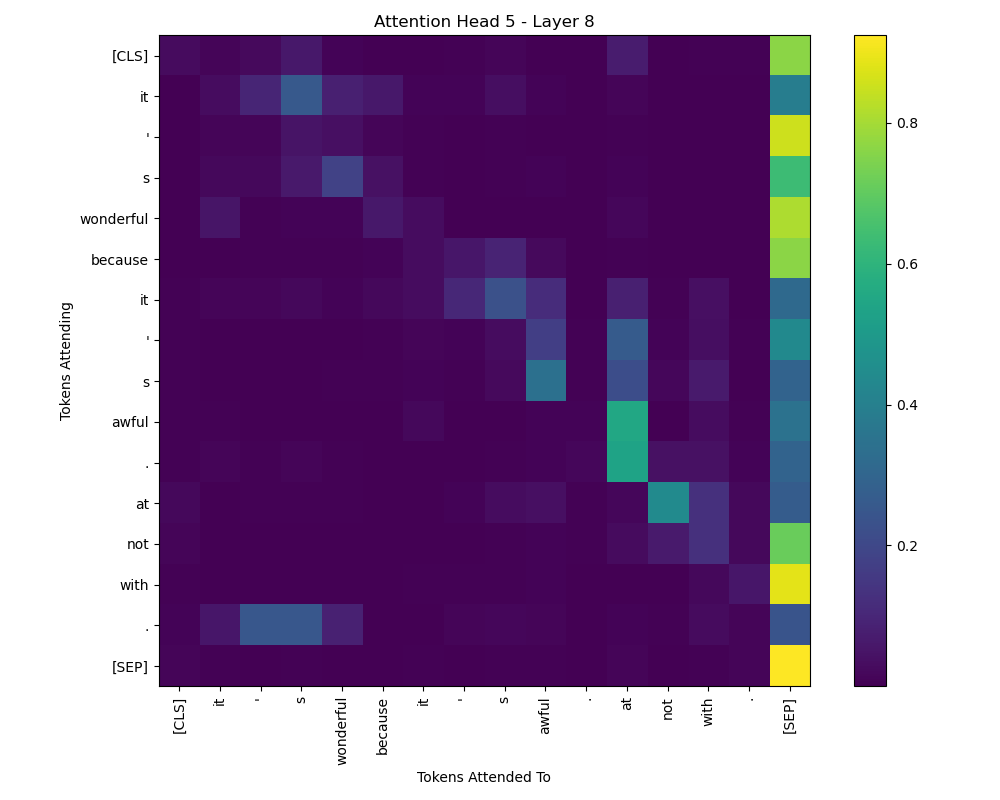 Attention Head 5 - Layer 8
Tokens Attending
[CLS]
it
'
s
wonderful
because
it
'
s
awful
.
at
not
with
.
[SEP]
[CLS]
it
'
s
wonderful
because
it
'
s
awful
.
at
not
with
.
[SEP]
Tokens Attended To
0.8
0.6
0.4
0.2